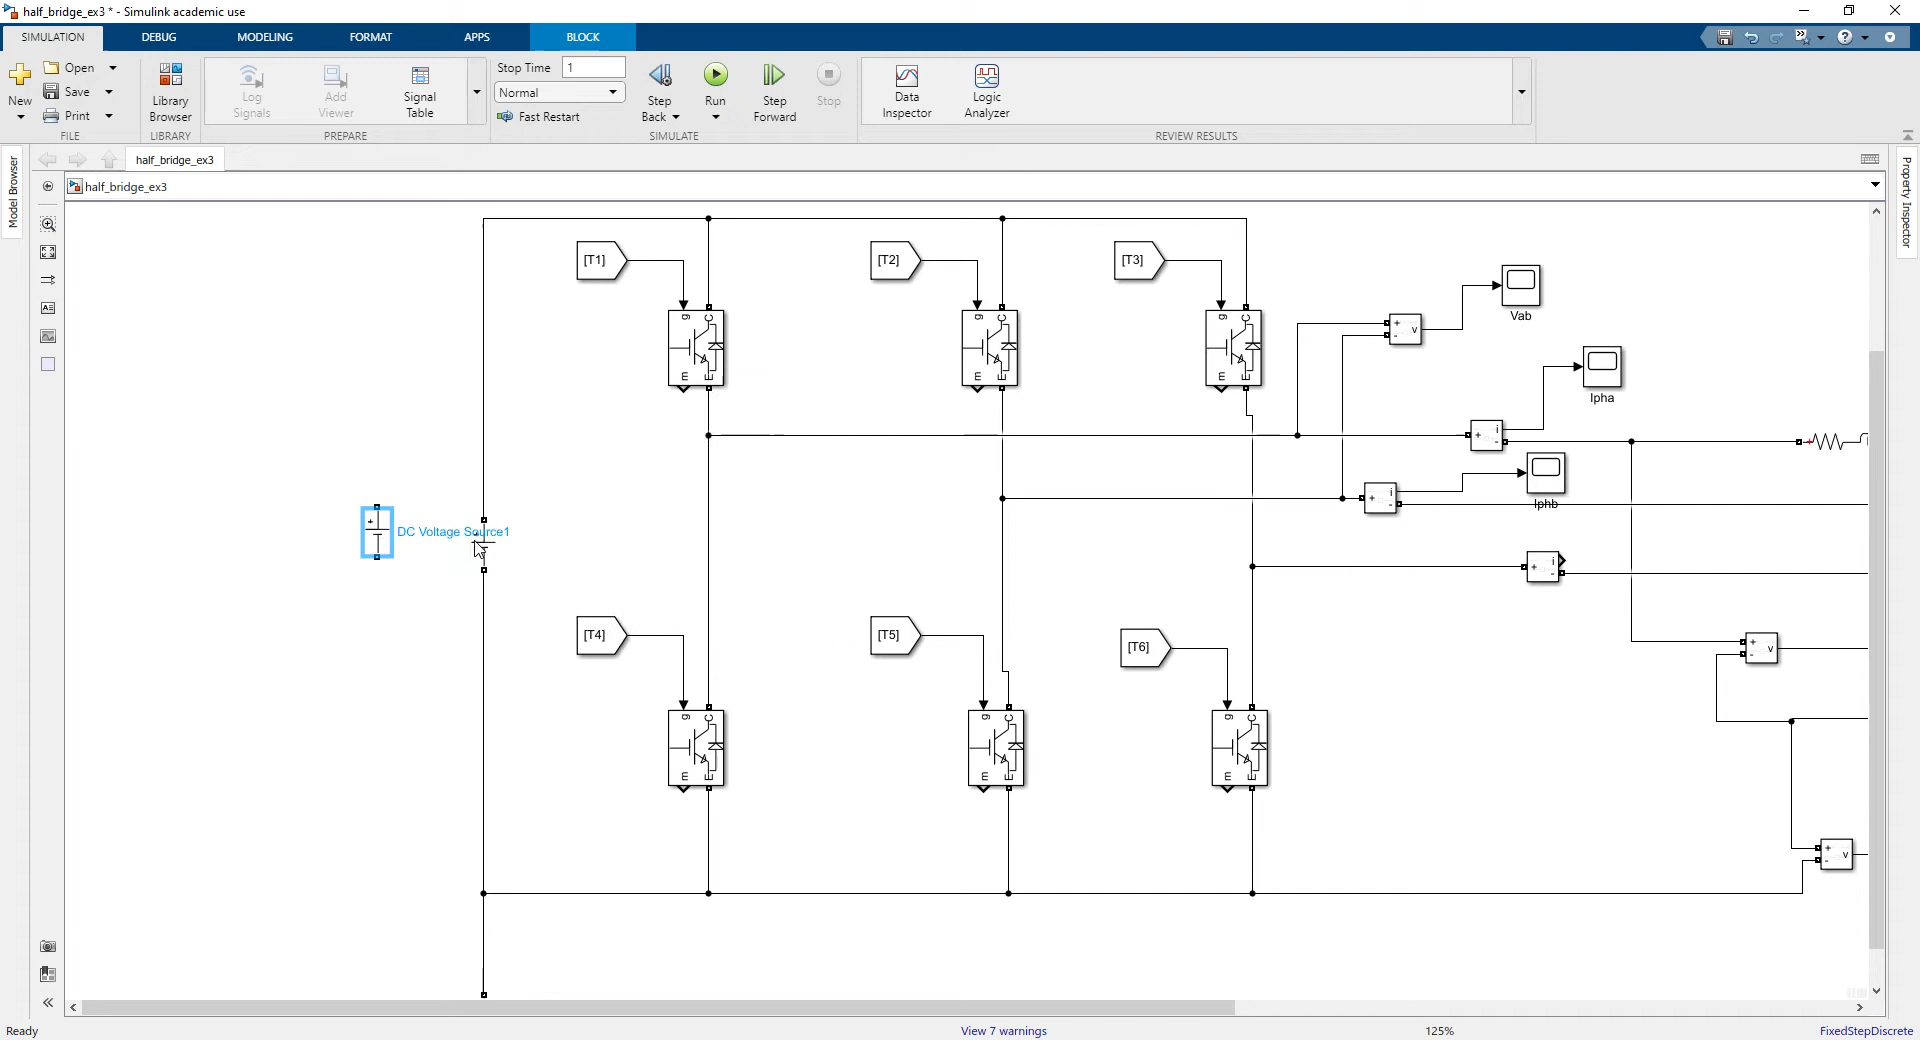 half_bridge_ex3 * - Simulink academic use
SIMULATION DEBUG MODELING FORMAT APPS BLOCK
New
Open
Save
Print
FILE
Library Browser
LIBRARY
Log Signals
Add Viewer
Signal Table
PREPARE
Stop Time 1
Normal
Fast Restart
Step Back
Run
Step Forward
Stop
SIMULATE
Data Inspector
Logic Analyzer
REVIEW RESULTS
Model Browser
half_bridge_ex3
half_bridge_ex3
Property Inspector
[T1]
[T2]
[T3]
g C
m E
g C
m E
g C
m E
+
-
v
Vab
Ipha
+
i
-
+
i
-
Iphb
+
DC Voltage Source1
+
i
-
[T4]
[T5]
[T6]
g C
m E
g C
m E
g C
m E
+
-
v
+
-
v
Ready
View 7 warnings
125%
FixedStepDiscrete